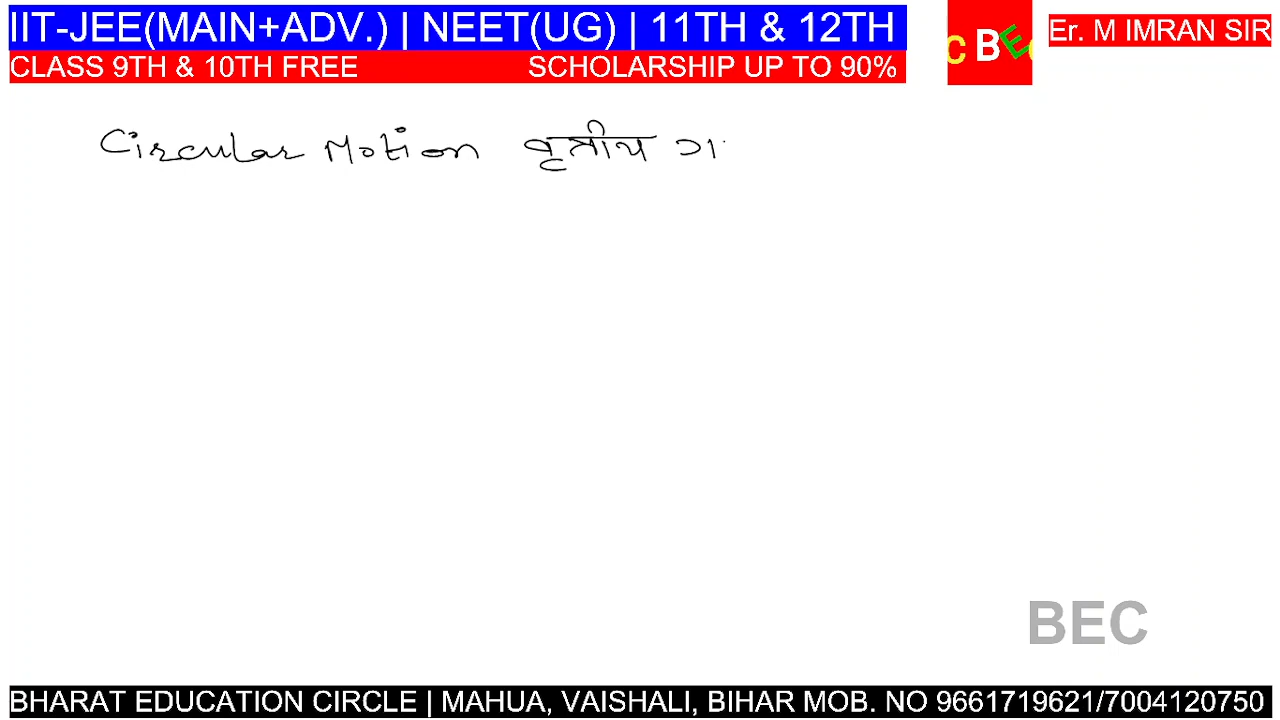 IIT-JEE(MAIN+ADV.) | NEET(UG) | 11TH & 12TH
CLASS 9TH & 10TH FREE SCHOLARSHIP UP TO 90%
C BEC
Er. M IMRAN SIR
Circular Motion वृत्तीय ग
BEC
BHARAT EDUCATION CIRCLE | MAHUA, VAISHALI, BIHAR MOB. NO 9661719621/7004120750